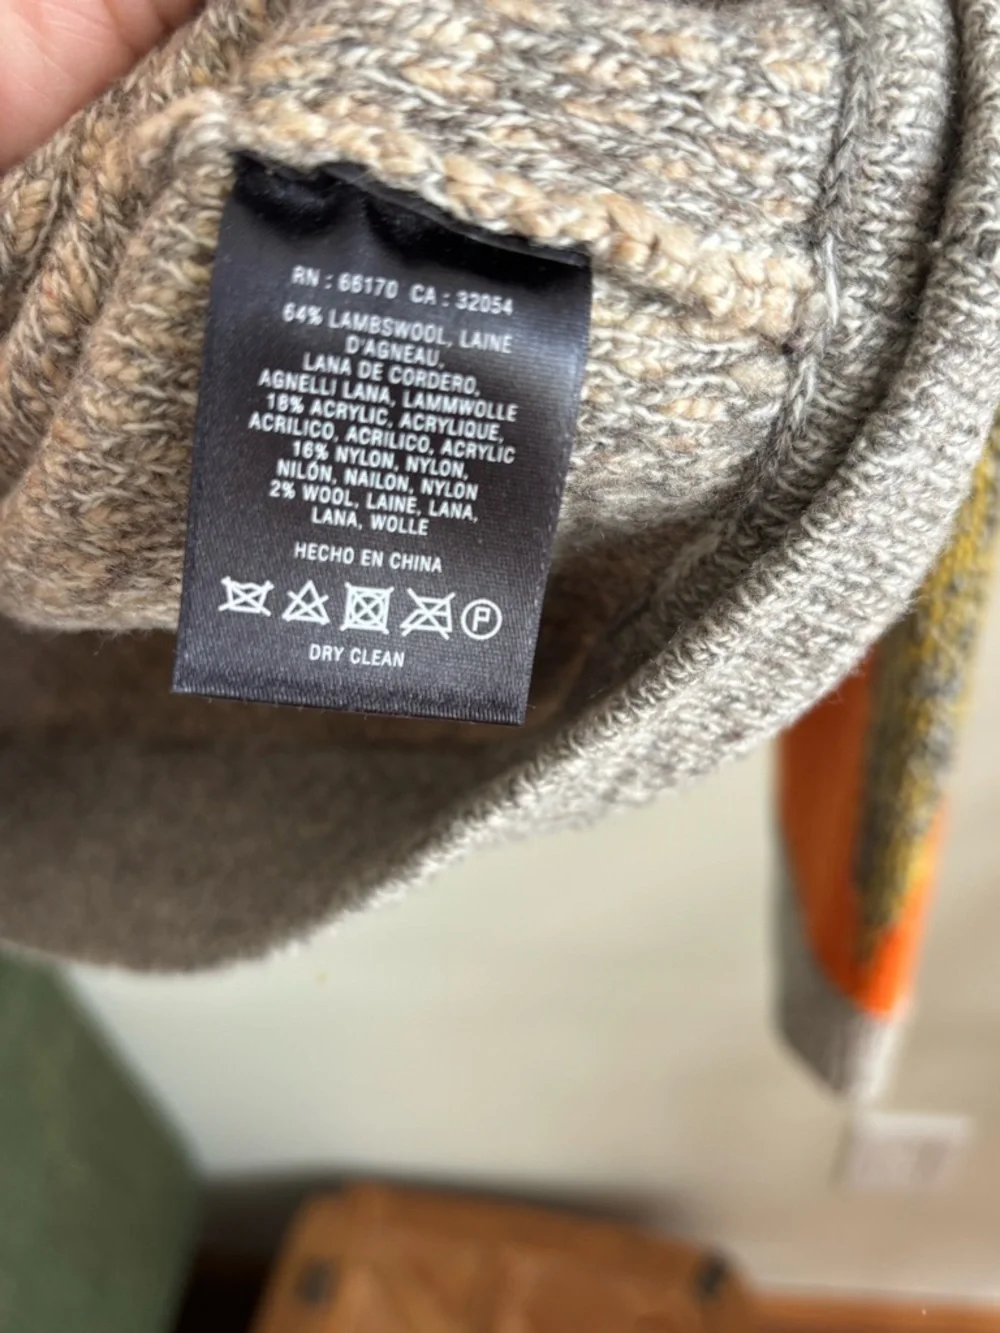 RN : 66170 CA : 32054
64% LAMBSWOOL, LAINE
D'AGNEAU,
LANA DE CORDERO,
AGNELLI LANA, LAMMWOLLE
18% ACRYLIC, ACRYLIQUE,
ACRILICO, ACRILICO, ACRYLIC
16% NYLON, NYLON,
NILÓN, NAILON, NYLON
2% WOOL, LAINE, LANA,
LANA, WOLLE
HECHO EN CHINA
P
DRY CLEAN